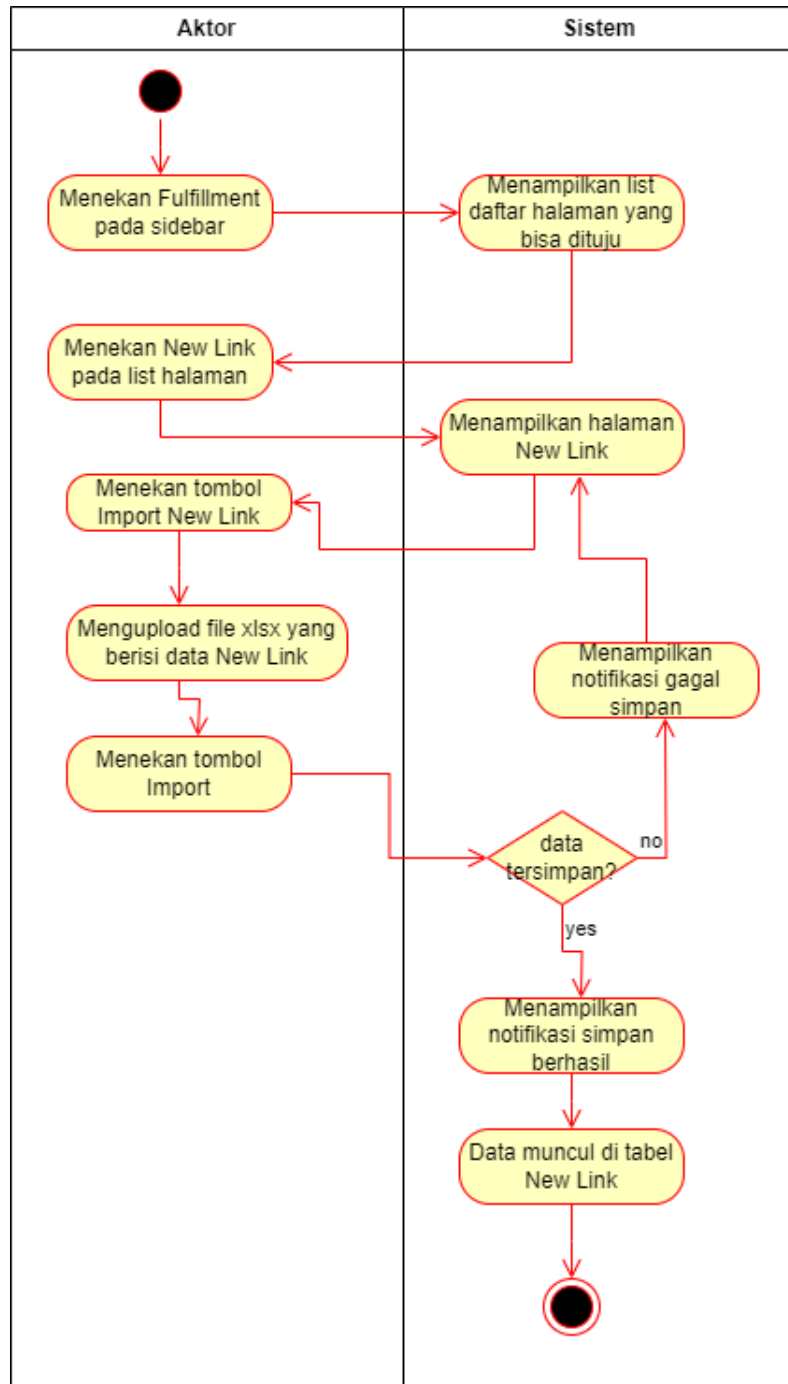 Aktor
Sistem
Menekan Fulfillment
pada sidebar
Menampilkan list
daftar halaman yang
bisa dituju
Menekan New Link
pada list halaman
Menampilkan halaman
New Link
Menekan tombol
Import New Link
Mengupload file xlsx yang
berisi data New Link
Menampilkan
notifikasi gagal
simpan
Menekan tombol
Import
data
tersimpan?
no
yes
Menampilkan
notifikasi simpan
berhasil
Data muncul di tabel
New Link